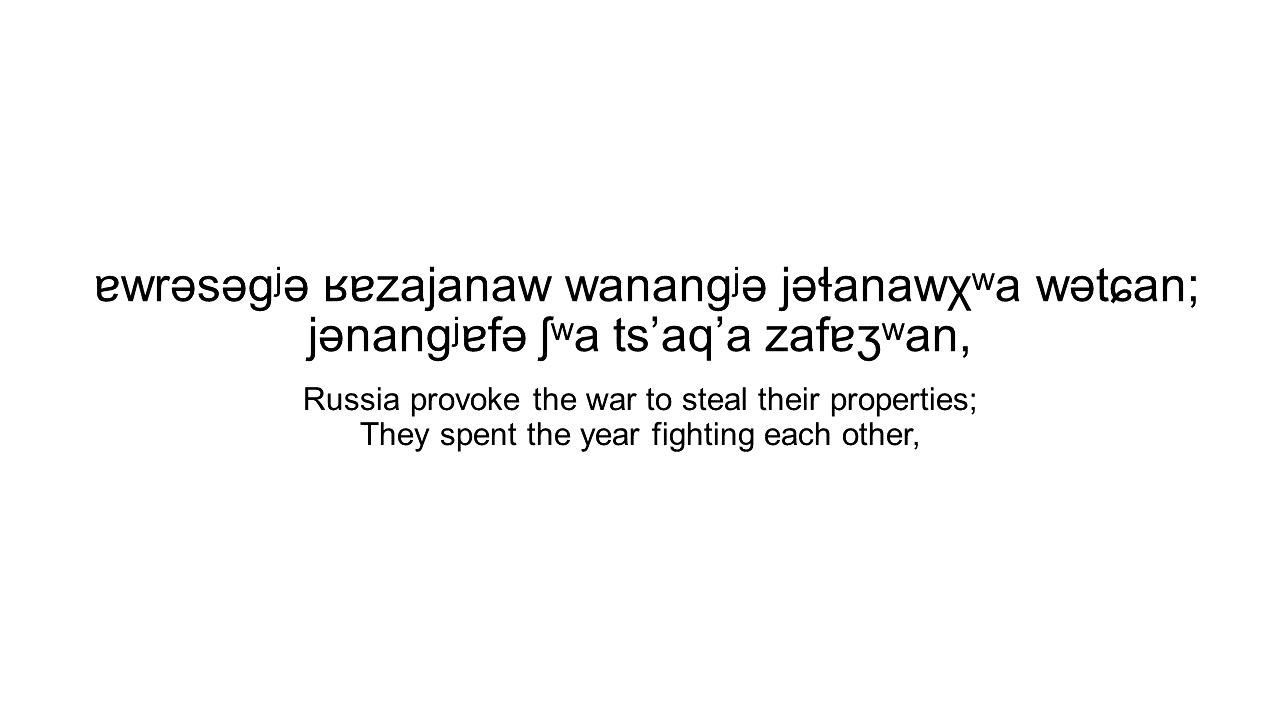 ɐwrəsəgʲə ʁɐzajanaw wanangʲə jəɬanawχʷa wətɕan;
jənangʲɐfə ʃʷa ts’aq’a zafɐʒʷan,
Russia provoke the war to steal their properties;
They spent the year fighting each other,